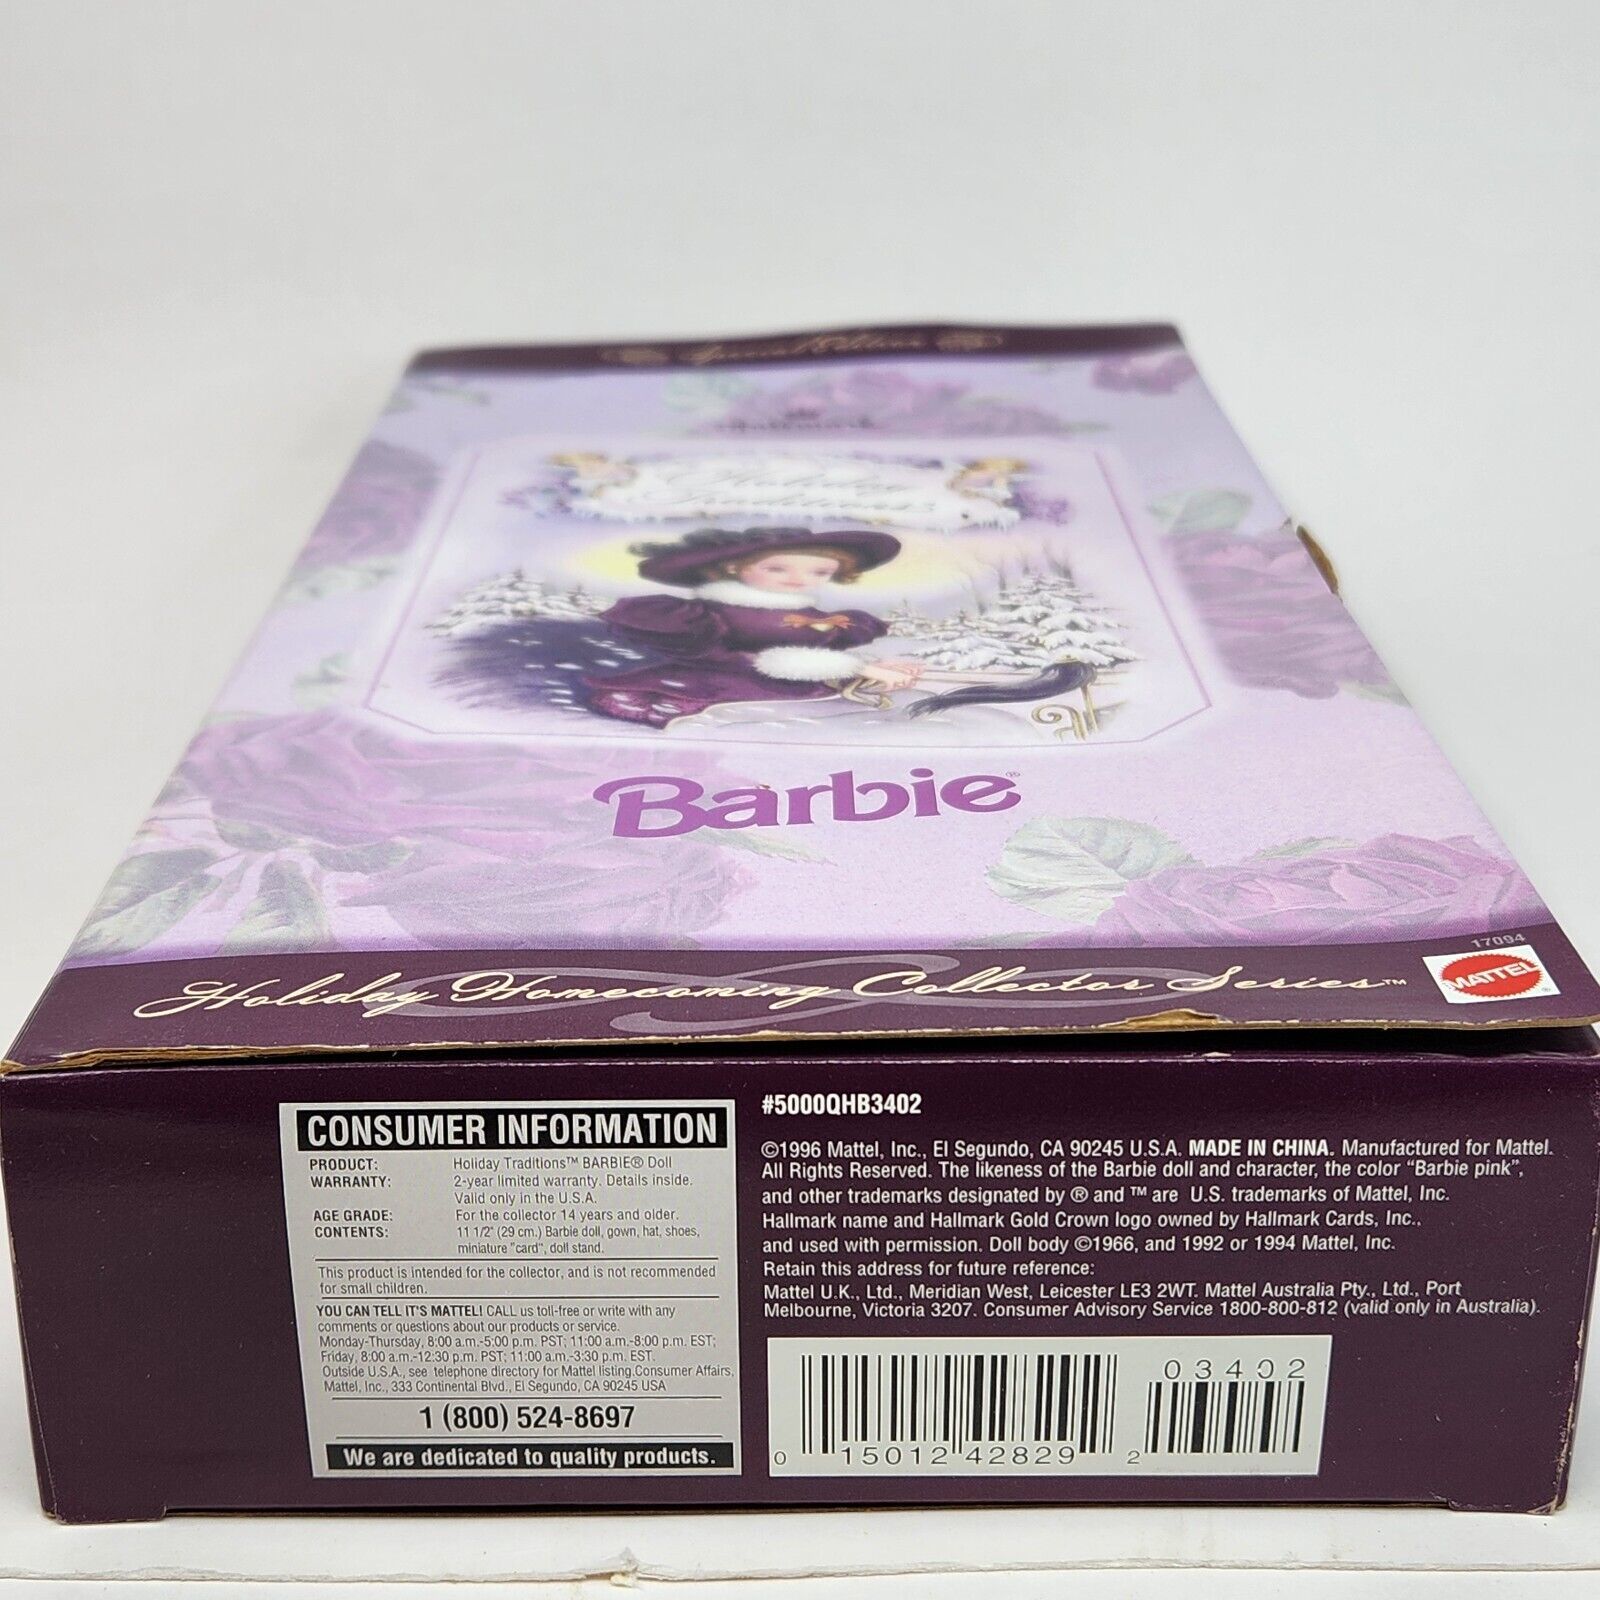 Special Edition
Hallmark
Holiday
Traditions
Barbie®
17094
Holiday Homecoming Collector Series™
MATTEL®
CONSUMER INFORMATION
PRODUCT: Holiday Traditions™ BARBIE® Doll
WARRANTY: 2-year limited warranty. Details inside.
Valid only in the U.S.A.
AGE GRADE: For the collector 14 years and older.
CONTENTS: 11 1/2" (29 cm.) Barbie doll, gown, hat, shoes,
miniature "card", doll stand.
This product is intended for the collector, and is not recommended
for small children.
YOU CAN TELL IT'S MATTEL! CALL us toll-free or write with any
comments or questions about our products or service.
Monday-Thursday, 8:00 a.m.-5:00 p.m. PST; 11:00 a.m.-8:00 p.m. EST;
Friday, 8:00 a.m.-12:30 p.m. PST; 11:00 a.m.-3:30 p.m. EST.
Outside U.S.A., see telephone directory for Mattel listing.Consumer Affairs,
Mattel, Inc., 333 Continental Blvd., El Segundo, CA 90245 USA
1 (800) 524-8697
We are dedicated to quality products.
#5000QHB3402
©1996 Mattel, Inc., El Segundo, CA 90245 U.S.A. MADE IN CHINA. Manufactured for Mattel.
All Rights Reserved. The likeness of the Barbie doll and character, the color "Barbie pink",
and other trademarks designated by ® and ™ are U.S. trademarks of Mattel, Inc.
Hallmark name and Hallmark Gold Crown logo owned by Hallmark Cards, Inc.,
and used with permission. Doll body ©1966, and 1992 or 1994 Mattel, Inc.
Retain this address for future reference:
Mattel U.K., Ltd., Meridian West, Leicester LE3 2WT. Mattel Australia Pty., Ltd., Port
Melbourne, Victoria 3207. Consumer Advisory Service 1800-800-812 (valid only in Australia).
03402
0 15012 42829 2